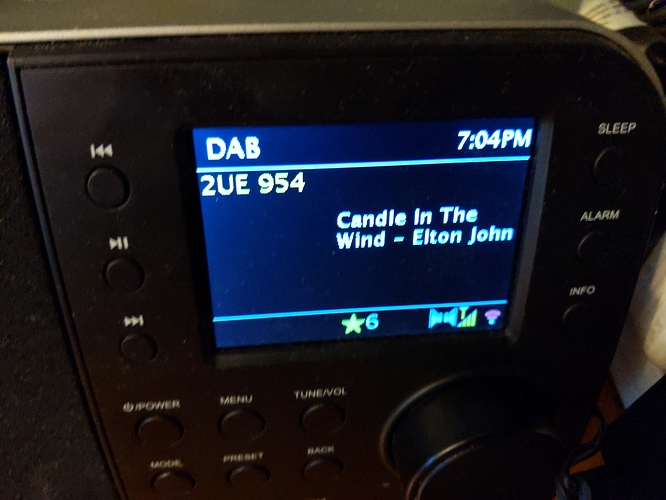 DAB 7:04PM
2UE 954
Candle In The
Wind - Elton John
6
SLEEP
ALARM
INFO
⏻/POWER MENU TUNE/VOL
MODE PRESET BACK